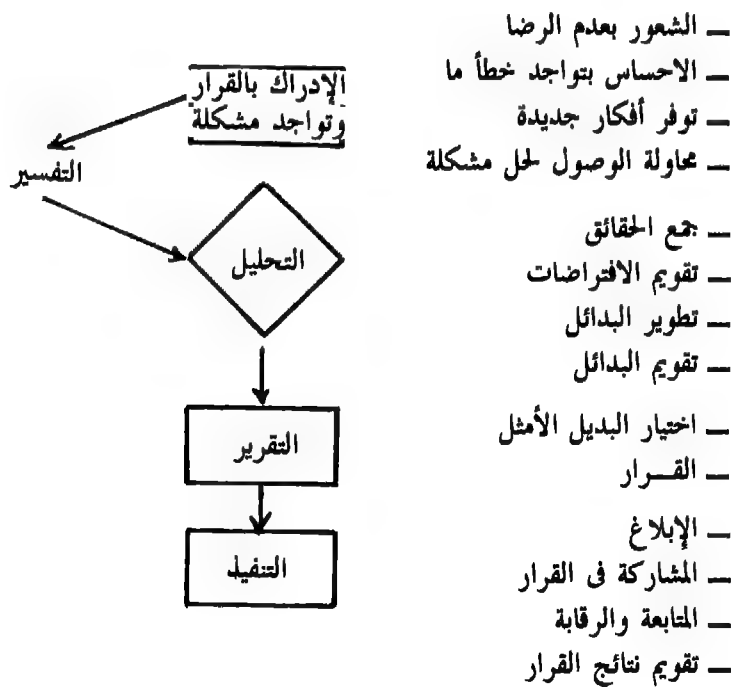 — الشعور بعدم الرضا
— الاحساس بتواجد خطأ ما
— توفر أفكار جديدة
— محاولة الوصول لحل مشكلة
— جمع الحقائق
— تقويم الافتراضات
— تطوير البدائل
— تقويم البدائل
— اختيار البديل الأمثل
— القـــرار
— الإبلاغ
— المشاركة فى القرار
— المتابعة والرقابة
— تقويم نتائج القرار
الإدراك بالقرار
وتواجد مشكلة
التفسير
التحليل
التقرير
التنفيذ